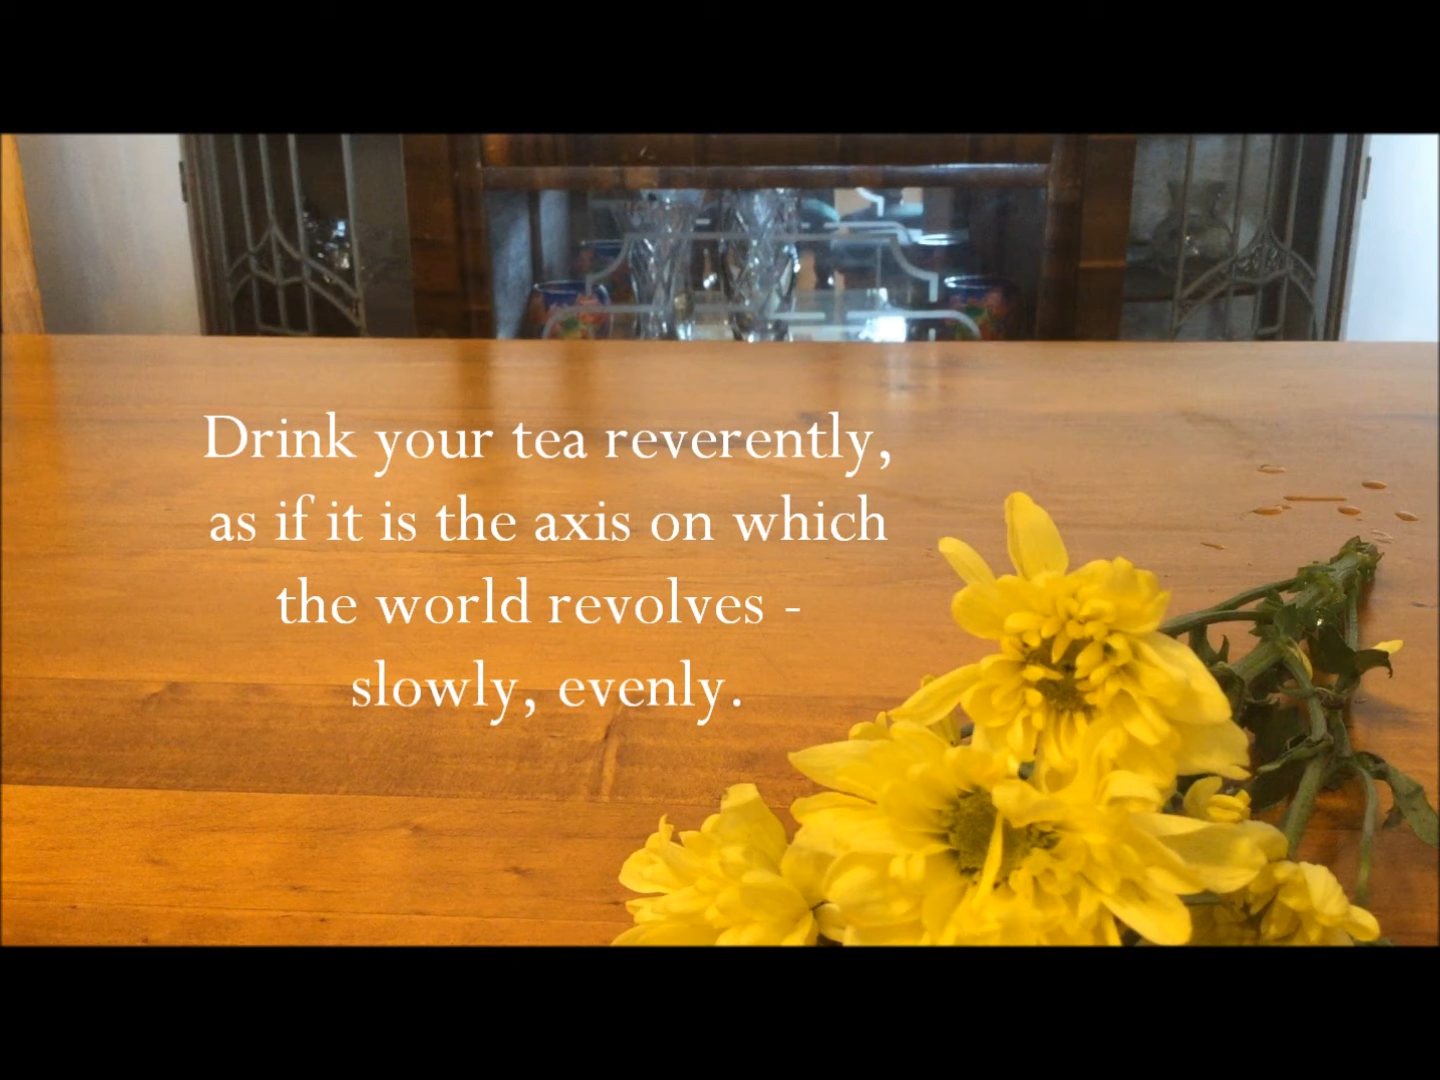 Drink your tea reverently,
as if it is the axis on which
the world revolves -
slowly, evenly.